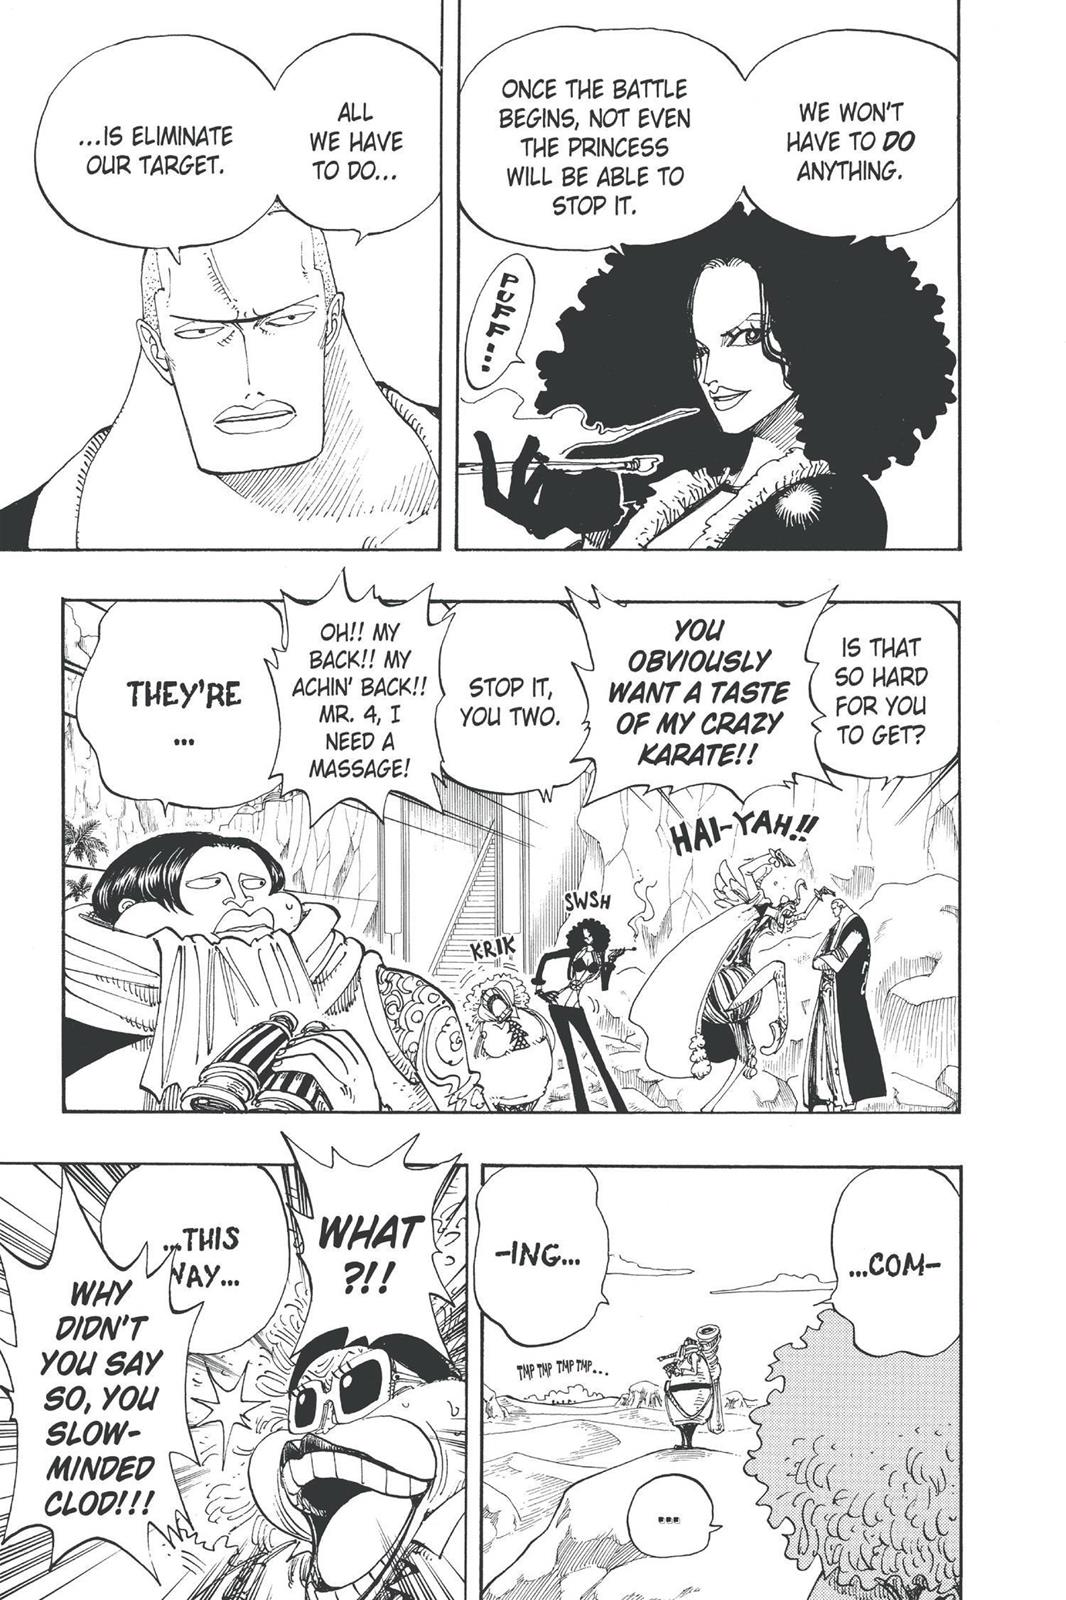 WE WON'T
HAVE TO DO
ANYTHING.
ONCE THE BATTLE
BEGINS, NOT EVEN
THE PRINCESS
WILL BE ABLE TO
STOP IT.
PUFF...
ALL
WE HAVE
TO DO...
...IS ELIMINATE
OUR TARGET.
IS THAT
SO HARD
FOR YOU
TO GET?
YOU
OBVIOUSLY
WANT A TASTE
OF MY CRAZY
KARATE!!
HAI-YAH!!
STOP IT,
YOU TWO.
SWSH
OH!! MY
BACK!! MY
ACHIN' BACK!!
MR. 4, I
NEED A
MASSAGE!
KRIK
THEY'RE
...
...COM-
-ING...
TMP TMP TMP TMP...
...
WHAT
?!!
...THIS
WAY...
WHY
DIDN'T
YOU SAY
SO, YOU
SLOW-
MINDED
CLOD!!!